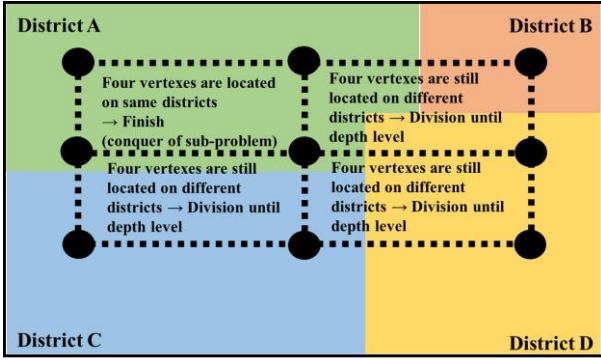 District A
District B
Four vertexes are located
on same districts
→ Finish
(conquer of sub-problem)
Four vertexes are still
located on different
districts → Division until
depth level
Four vertexes are still
located on different
districts → Division until
depth level
Four vertexes are still
located on different
districts → Division until
depth level
District C
District D